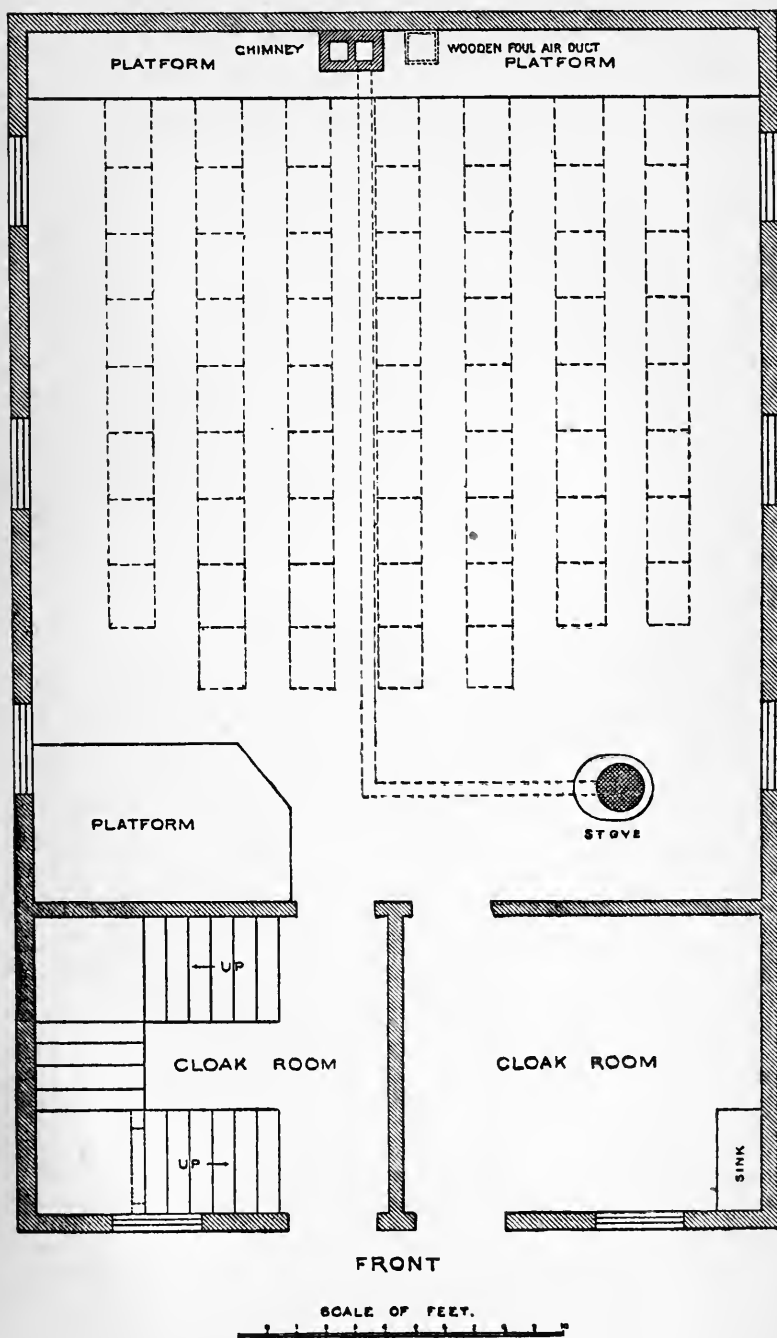 CHIMNEY
WOODEN FOUL AIR DUCT
PLATFORM
PLATFORM
PLATFORM
STOVE
UP
CLOAK ROOM
CLOAK ROOM
UP
SINK
FRONT
SCALE OF FEET.